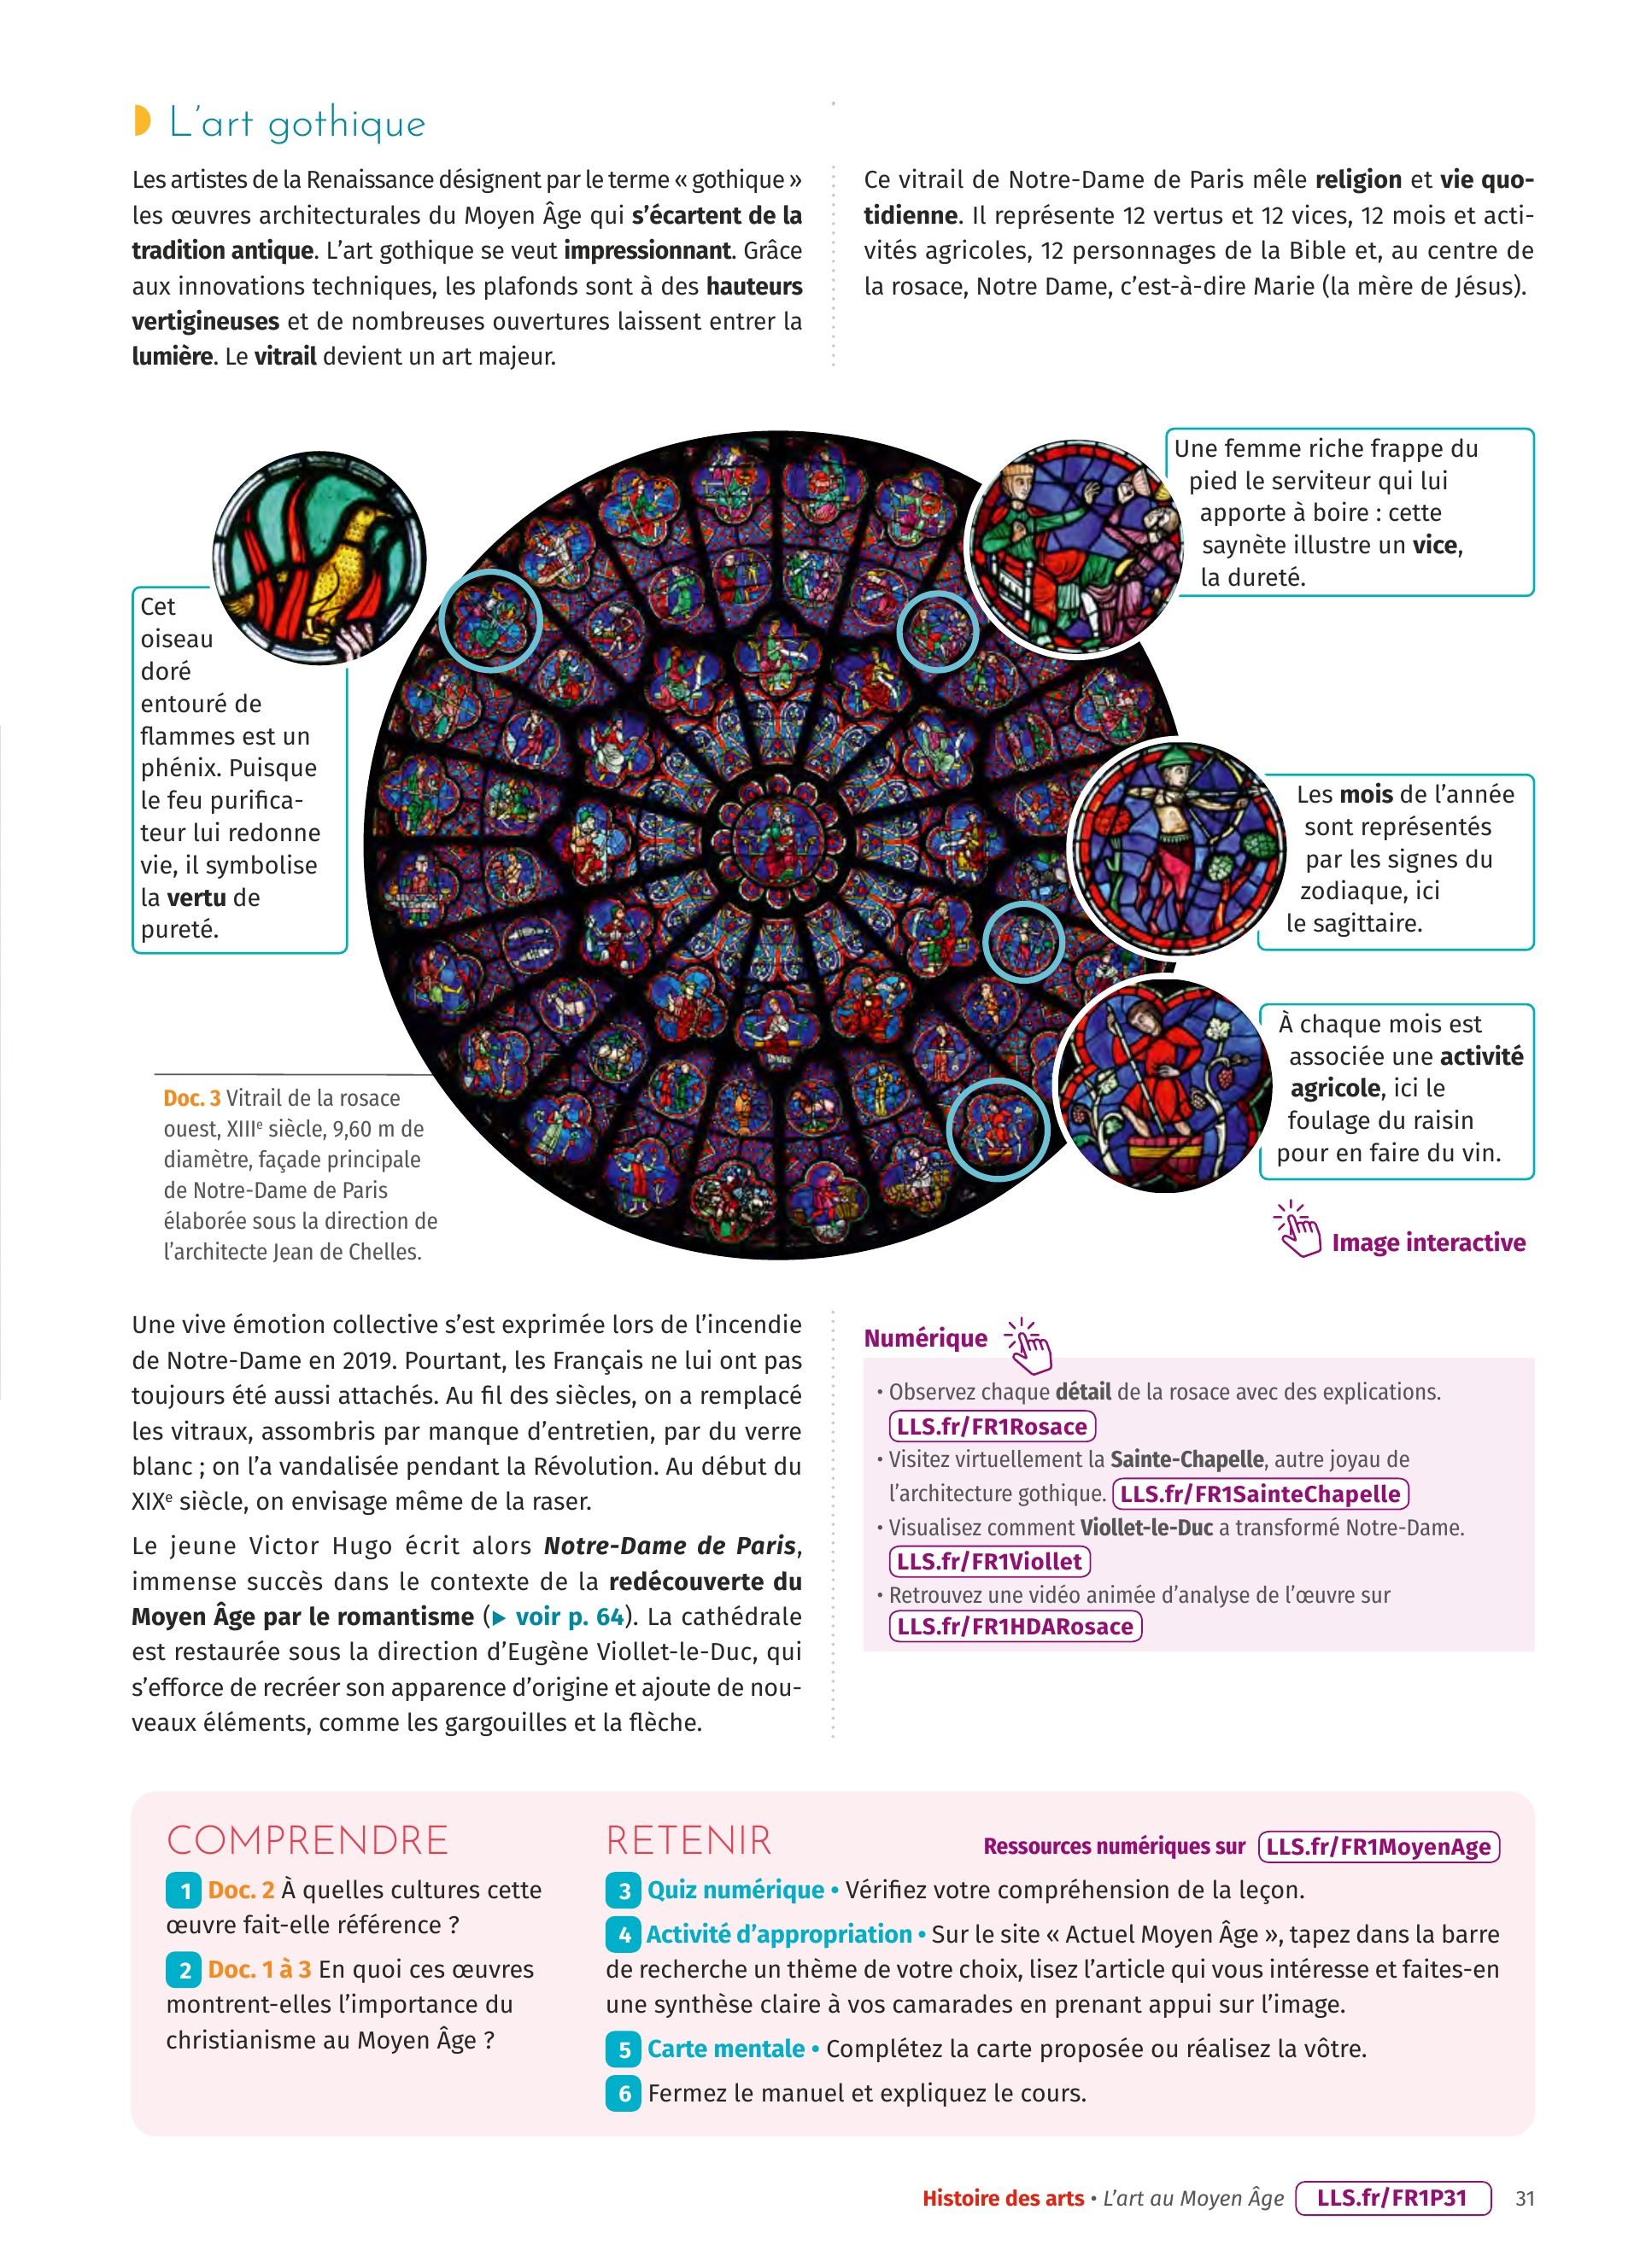 L'art gothique
Les artistes de la Renaissance désignent par le terme « gothique »
les œuvres architecturales du Moyen Âge qui s'écartent de la
tradition antique. L'art gothique se veut impressionnant. Grâce
aux innovations techniques, les plafonds sont à des hauteurs
vertigineuses et de nombreuses ouvertures laissent entrer la
lumière. Le vitrail devient un art majeur.
Ce vitrail de Notre-Dame de Paris mêle religion et vie quo-
tidienne. Il représente 12 vertus et 12 vices, 12 mois et acti-
vités agricoles, 12 personnages de la Bible et, au centre de
la rosace, Notre Dame, c'est-à-dire Marie (la mère de Jésus).
Cet
oiseau
doré
entouré de
flammes est un
phénix. Puisque
le feu purifica-
teur lui redonne
vie, il symbolise
la vertu de
pureté.
Une femme riche frappe du
pied le serviteur qui lui
apporte à boire : cette
saynète illustre un vice,
la dureté.
Les mois de l'année
sont représentés
par les signes du
zodiaque, ici
le sagittaire.
À chaque mois est
associée une activité
agricole, ici le
foulage du raisin
pour en faire du vin.
Image interactive
Doc. 3 Vitrail de la rosace
ouest, XIIIe siècle, 9,60 m de
diamètre, façade principale
de Notre-Dame de Paris
élaborée sous la direction de
l'architecte Jean de Chelles.
Une vive émotion collective s'est exprimée lors de l'incendie
de Notre-Dame en 2019. Pourtant, les Français ne lui ont pas
toujours été aussi attachés. Au fil des siècles, on a remplacé
les vitraux, assombris par manque d'entretien, par du verre
blanc ; on l'a vandalisée pendant la Révolution. Au début du
XIXe siècle, on envisage même de la raser.
Le jeune Victor Hugo écrit alors Notre-Dame de Paris,
immense succès dans le contexte de la redécouverte du
Moyen Âge par le romantisme (▶ voir p. 64). La cathédrale
est restaurée sous la direction d'Eugène Viollet-le-Duc, qui
s'efforce de recréer son apparence d'origine et ajoute de nou-
veaux éléments, comme les gargouilles et la flèche.
Numérique
• Observez chaque détail de la rosace avec des explications.
LLS.fr/FR1Rosace
• Visitez virtuellement la Sainte-Chapelle, autre joyau de
l'architecture gothique. LLS.fr/FR1SainteChapelle
• Visualisez comment Viollet-le-Duc a transformé Notre-Dame.
LLS.fr/FR1Viollet
• Retrouvez une vidéo animée d'analyse de l'œuvre sur
LLS.fr/FR1HDARosace
COMPRENDRE
1 Doc. 2 À quelles cultures cette
œuvre fait-elle référence ?
2 Doc. 1 à 3 En quoi ces œuvres
montrent-elles l'importance du
christianisme au Moyen Âge ?
RETENIR
Ressources numériques sur LLS.fr/FR1MoyenAge
3 Quiz numérique • Vérifiez votre compréhension de la leçon.
4 Activité d'appropriation • Sur le site « Actuel Moyen Âge », tapez dans la barre
de recherche un thème de votre choix, lisez l'article qui vous intéresse et faites-en
une synthèse claire à vos camarades en prenant appui sur l'image.
5 Carte mentale • Complétez la carte proposée ou réalisez la vôtre.
6 Fermez le manuel et expliquez le cours.
Histoire des arts • L'art au Moyen Âge LLS.fr/FR1P31 31